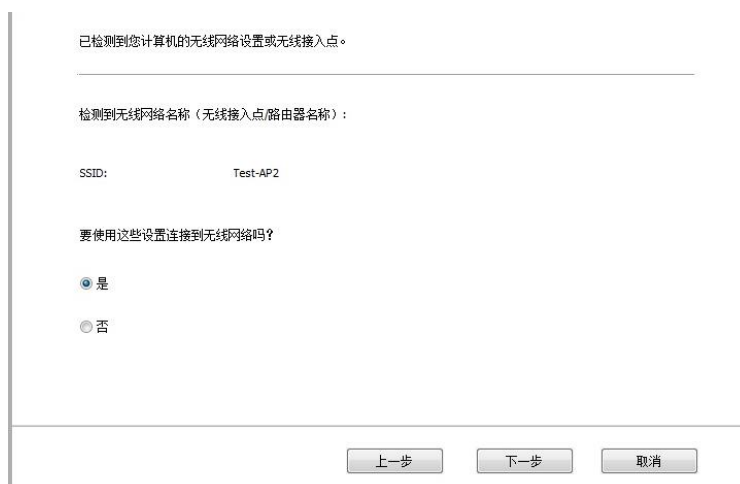 已检测到您计算机的无线网络设置或无线接入点。
检测到无线网络名称（无线接入点/路由器名称）:
SSID: Test-AP2
要使用这些设置连接到无线网络吗?
是
否
上一步 下一步 取消